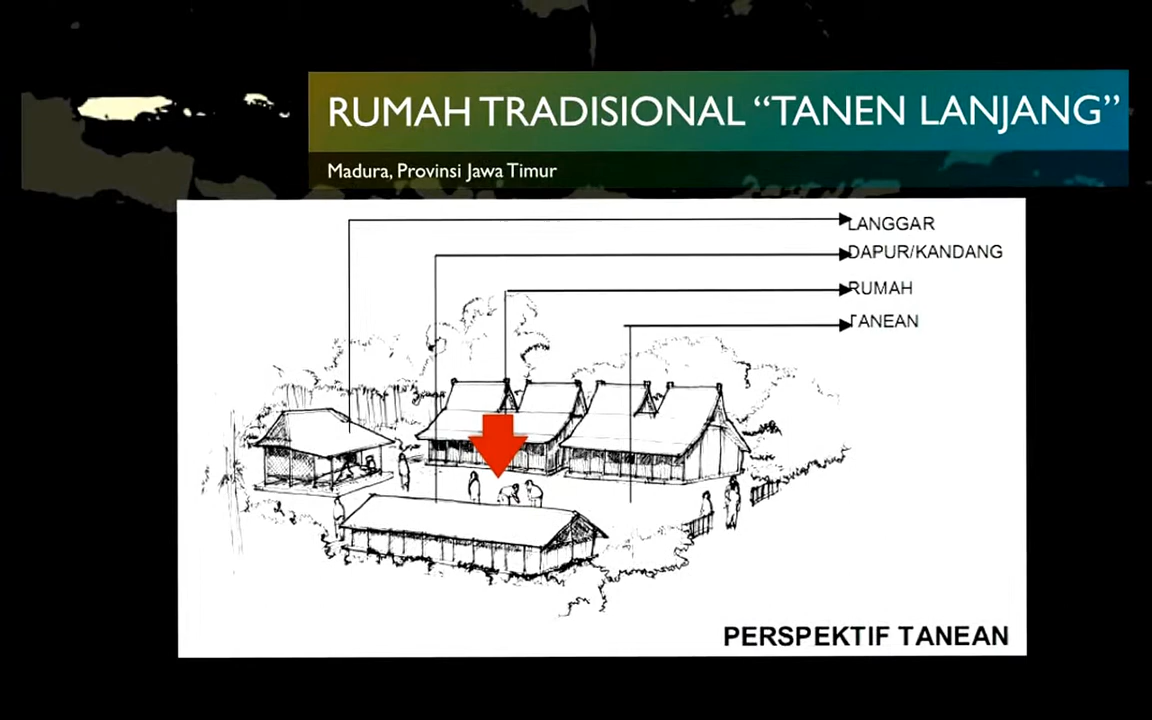 RUMAH TRADISIONAL “TANEN LANJANG”
Madura, Provinsi Jawa Timur
LANGGAR
DAPUR/KANDANG
RUMAH
TANEAN
PERSPEKTIF TANEAN